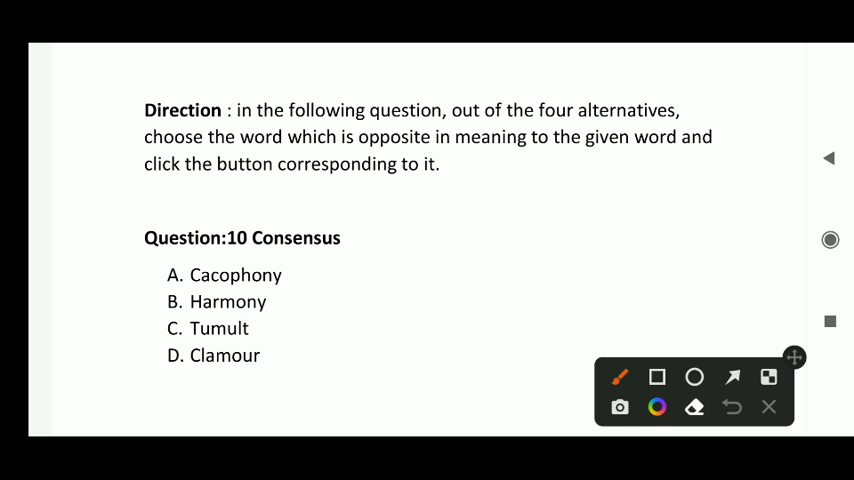 Direction : in the following question, out of the four alternatives,
choose the word which is opposite in meaning to the given word and
click the button corresponding to it.
Question:10 Consensus
A. Cacophony
B. Harmony
C. Tumult
D. Clamour